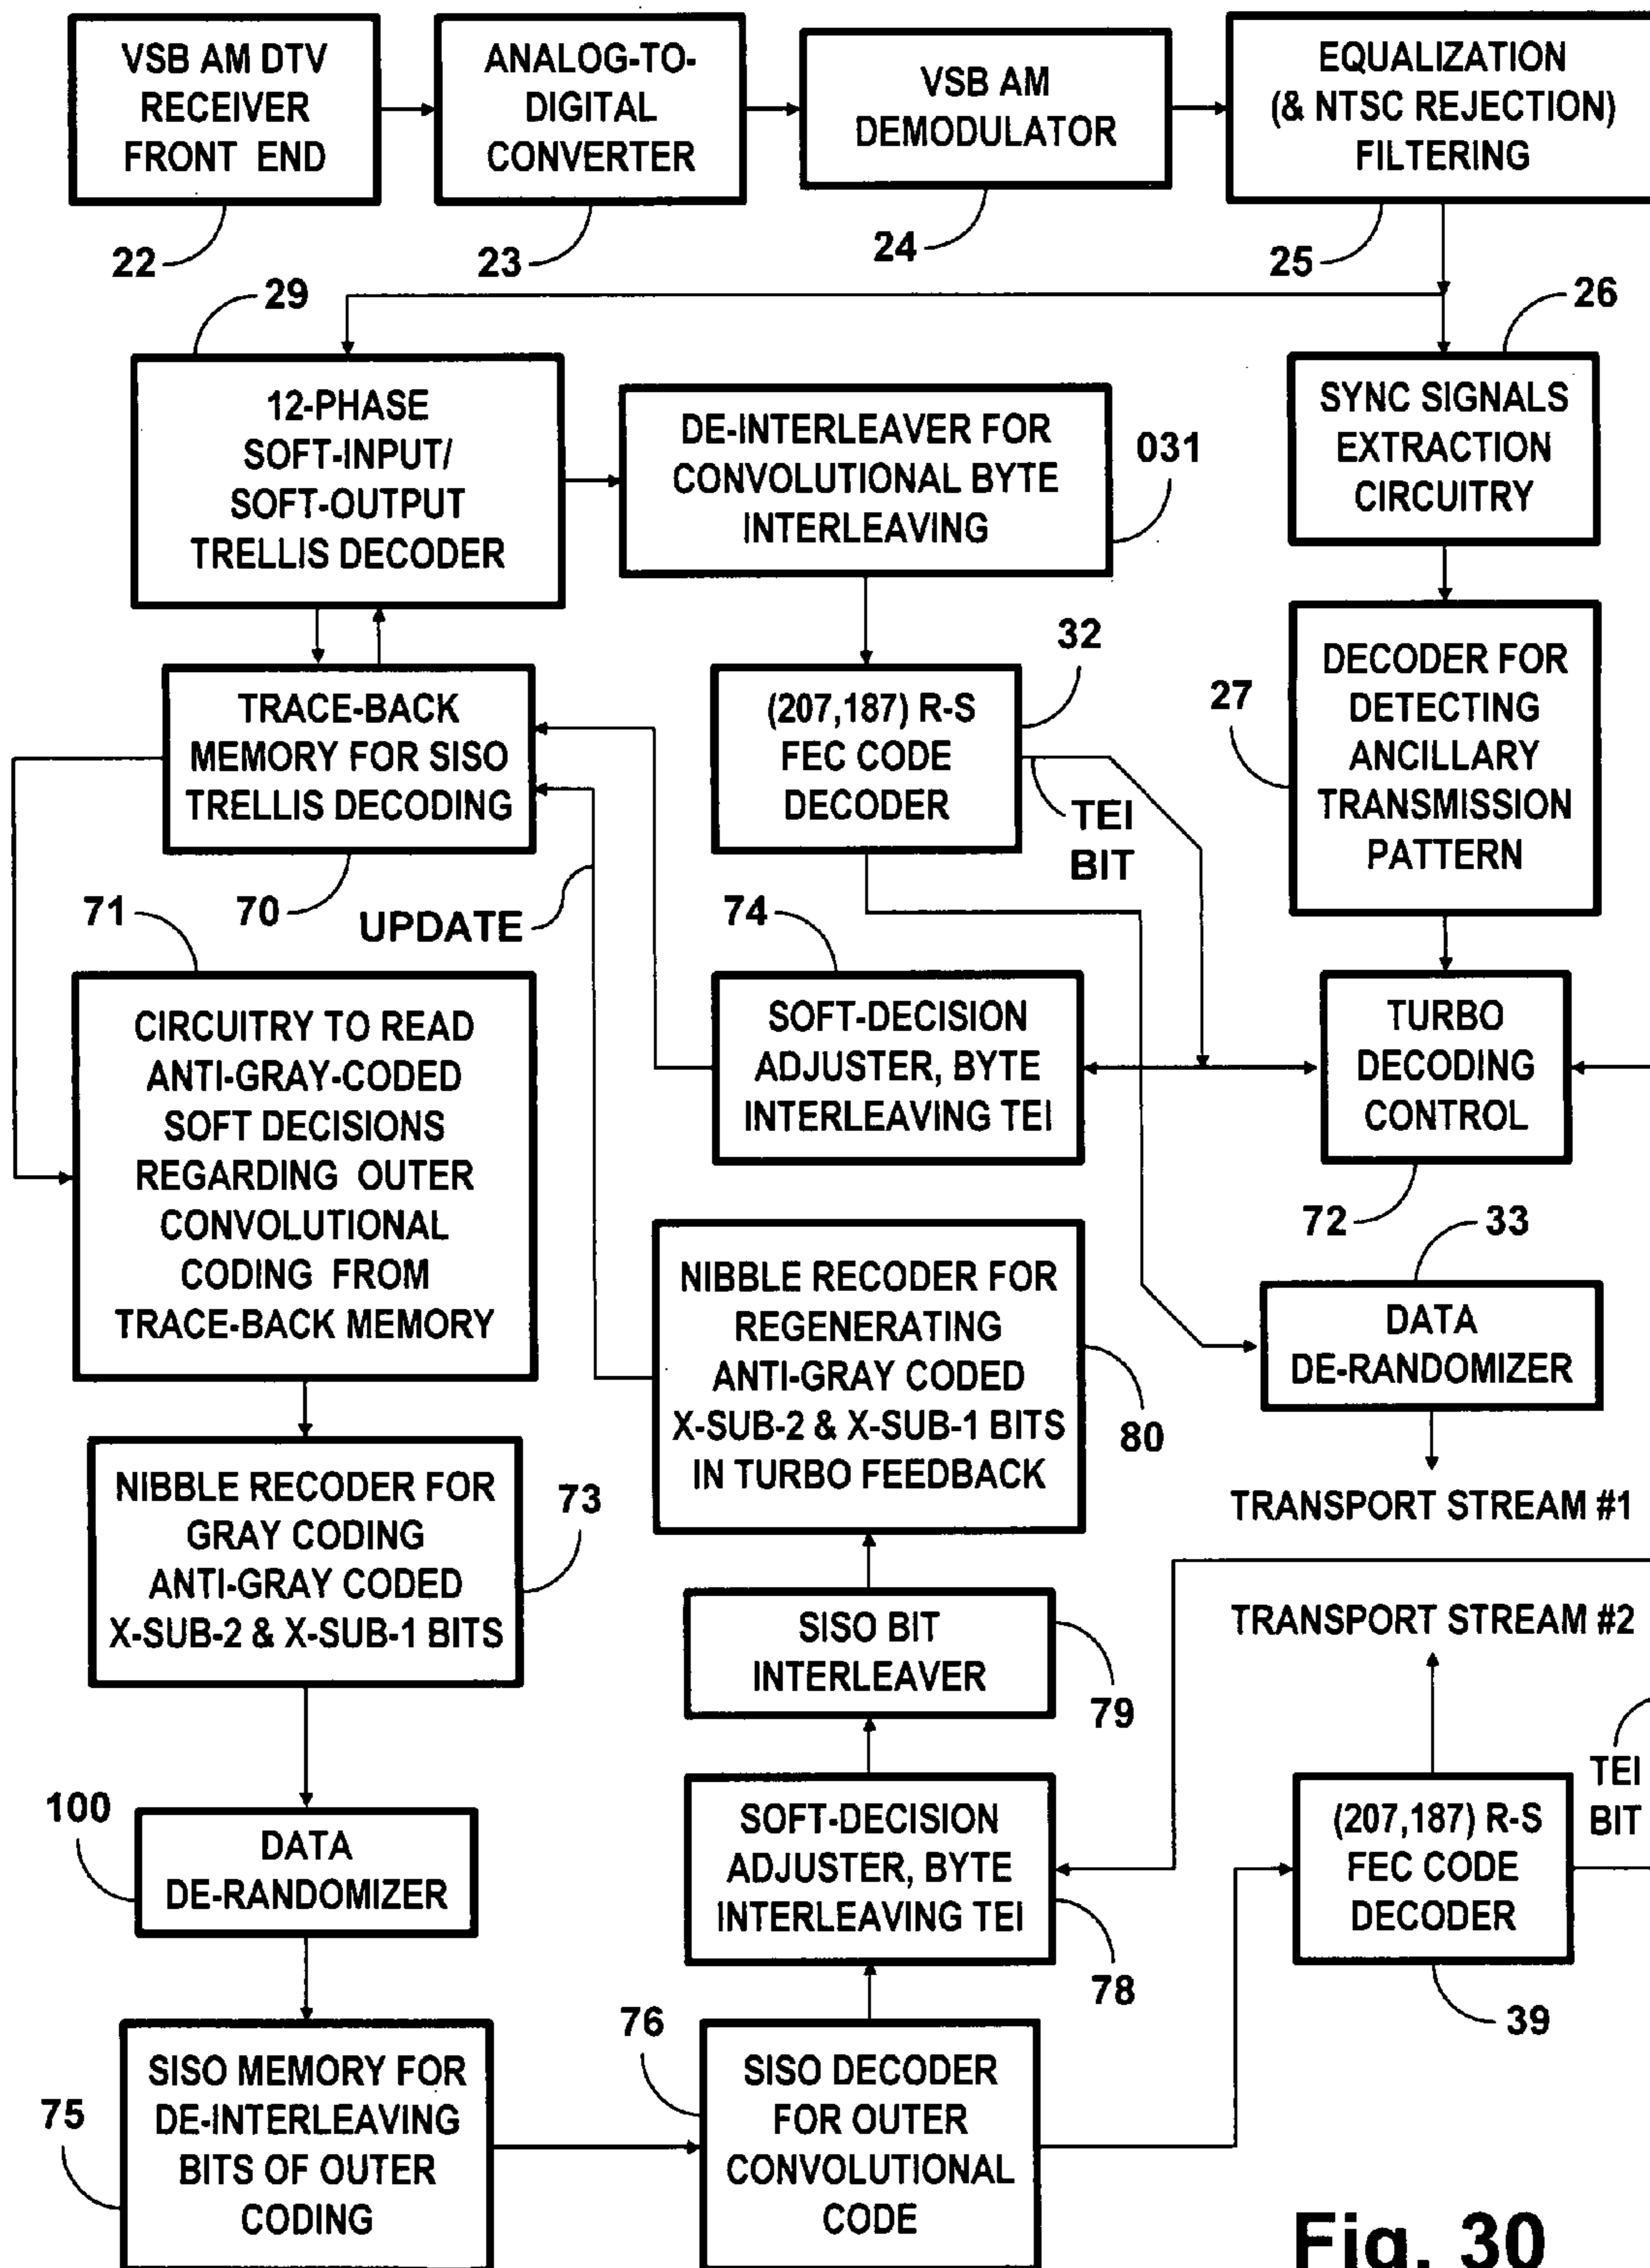 VSB AM DTV
RECEIVER
FRONT END
ANALOG-TO-
DIGITAL
CONVERTER
VSB AM
DEMODULATOR
EQUALIZATION
(& NTSC REJECTION)
FILTERING
22
23
24
25
29
26
12-PHASE
SOFT-INPUT/
SOFT-OUTPUT
TRELLIS DECODER
DE-INTERLEAVER FOR
CONVOLUTIONAL BYTE
INTERLEAVING
031
SYNC SIGNALS
EXTRACTION
CIRCUITRY
TRACE-BACK
MEMORY FOR SISO
TRELLIS DECODING
70
UPDATE
(207,187) R-S
FEC CODE
DECODER
32
TEI
BIT
27
DECODER FOR
DETECTING
ANCILLARY
TRANSMISSION
PATTERN
71
CIRCUITRY TO READ
ANTI-GRAY-CODED
SOFT DECISIONS
REGARDING OUTER
CONVOLUTIONAL
CODING FROM
TRACE-BACK MEMORY
74
SOFT-DECISION
ADJUSTER, BYTE
INTERLEAVING TEI
TURBO
DECODING
CONTROL
72
33
NIBBLE RECODER FOR
REGENERATING
ANTI-GRAY CODED
X-SUB-2 & X-SUB-1 BITS
IN TURBO FEEDBACK
80
DATA
DE-RANDOMIZER
TRANSPORT STREAM #1
NIBBLE RECODER FOR
GRAY CODING
ANTI-GRAY CODED
X-SUB-2 & X-SUB-1 BITS
73
SISO BIT
INTERLEAVER
79
TRANSPORT STREAM #2
100
DATA
DE-RANDOMIZER
SOFT-DECISION
ADJUSTER, BYTE
INTERLEAVING TEI
78
(207,187) R-S
FEC CODE
DECODER
39
TEI
BIT
75
SISO MEMORY FOR
DE-INTERLEAVING
BITS OF OUTER
CODING
76
SISO DECODER
FOR OUTER
CONVOLUTIONAL
CODE
Fig. 30